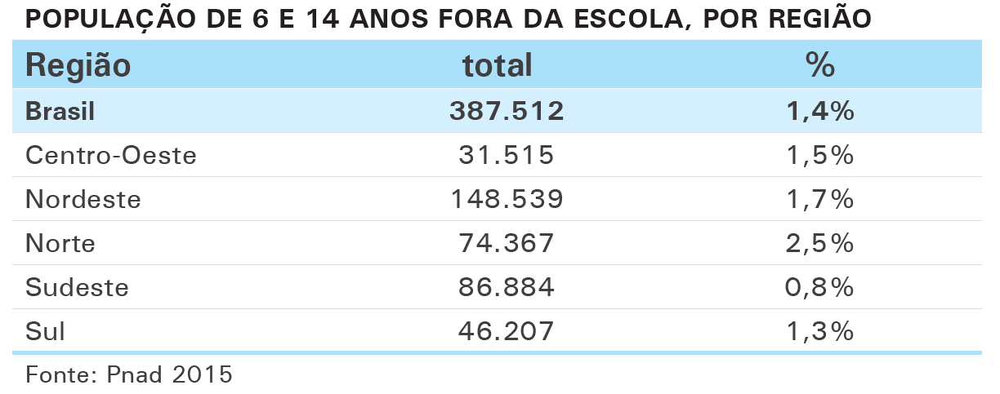 POPULAÇÃO DE 6 E 14 ANOS FORA DA ESCOLA, POR REGIÃO
Região total %
Brasil 387.512 1,4%
Centro-Oeste 31.515 1,5%
Nordeste 148.539 1,7%
Norte 74.367 2,5%
Sudeste 86.884 0,8%
Sul 46.207 1,3%
Fonte: Pnad 2015